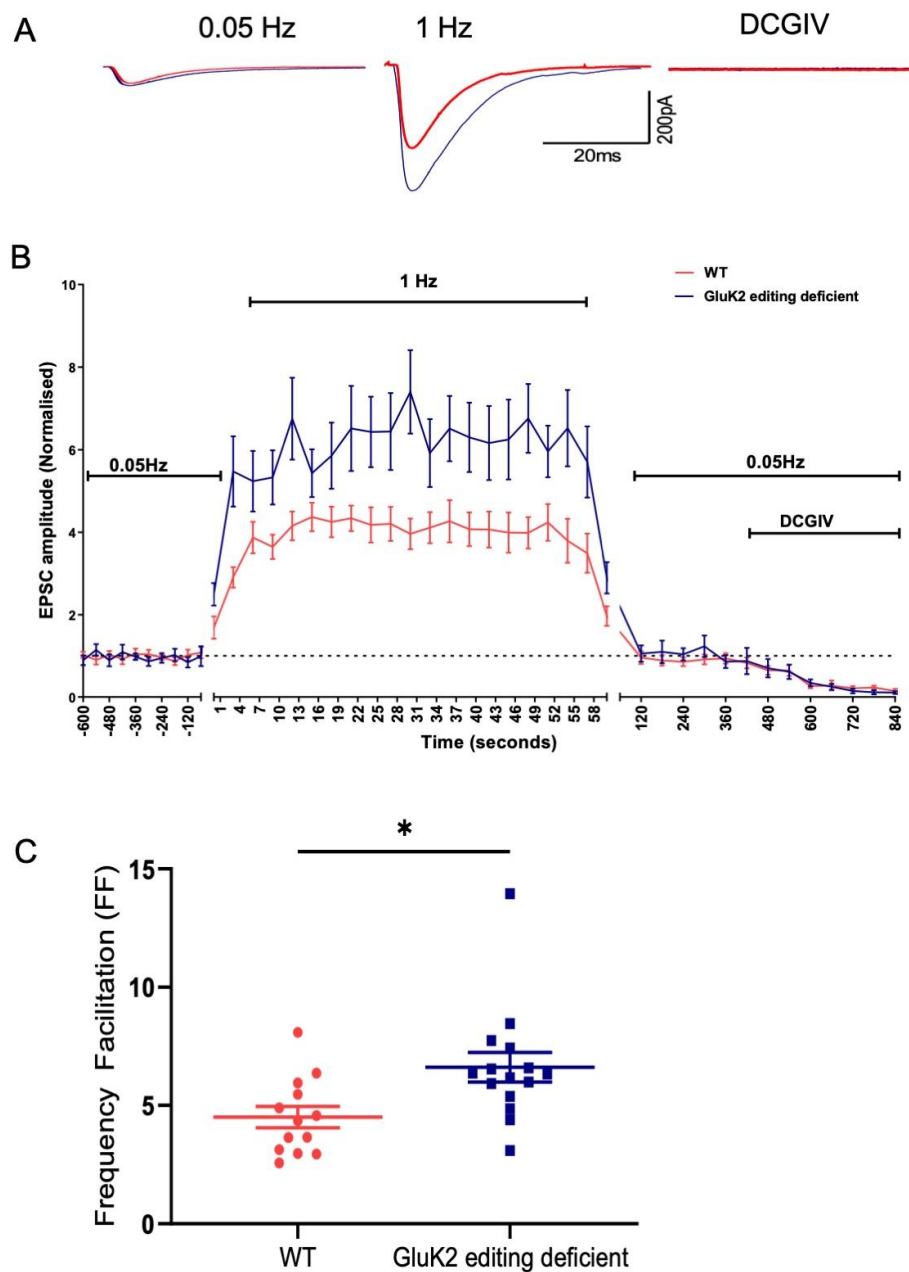 A
0.05 Hz
1 Hz
DCGIV
200pA
20ms
B
10
8
6
4
2
0
EPSC amplitude (Normalised)
1 Hz
WT
GluK2 editing deficient
0.05Hz
0.05Hz
DCGIV
-600 -480 -360 -240 -120 1 4 7 10 13 16 19 22 25 28 31 34 37 40 43 46 49 52 55 58 120 240 360 480 600 720 840
Time (seconds)
C
*
15
10
5
0
Frequency Facilitation (FF)
WT
GluK2 editing deficient